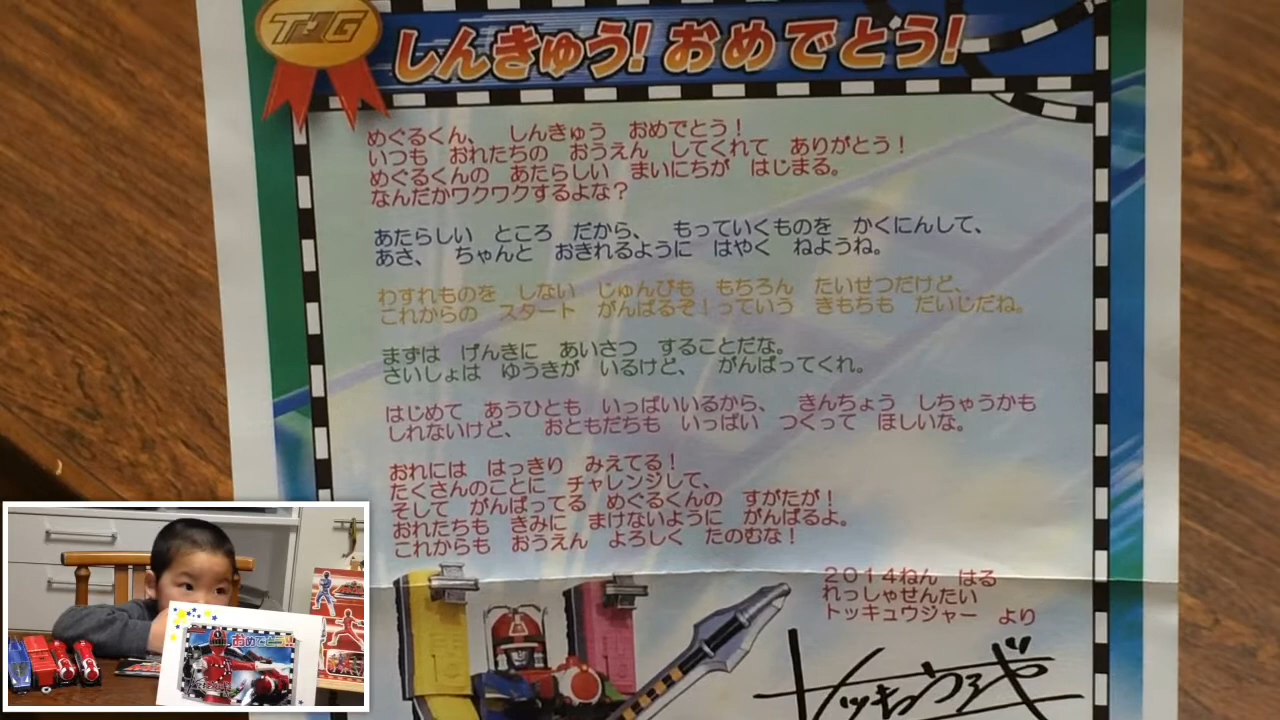 TQG
しんきゅう！おめでとう！
めぐるくん、 しんきゅう おめでとう！
いつも おれたちの おうえん してくれて ありがとう！
めぐるくんの あたらしい まいにちが はじまる。
なんだかワクワクするよな？
あたらしい ところ だから、 もっていくものを かくにんして、
あさ、 ちゃんと おきれるように はやく ねようね。
わすれものを しない じゅんびも もちろん たいせつだけど、
これからの スタート がんばるぞ！っていう きもちも だいじだね。
まずは げんきに あいさつ することだな。
さいしょは ゆうきが いるけど、 がんばってくれ。
はじめて あうひとも いっぱいいるから、 きんちょう しちゃうかも
しれないけど、 おともだちも いっぱい つくって ほしいな。
おれには はっきり みえてる！
たくさんのことに チャレンジして、
そして がんばってる めぐるくんの すがたが！
おれたちも きみに まけないように がんばるよ。
これからも おうえん よろしく たのむな！
２０１４ねん はる
れっしゃせんたい
トッキュウジャー より
トッキュウジャー
おめでとう!!